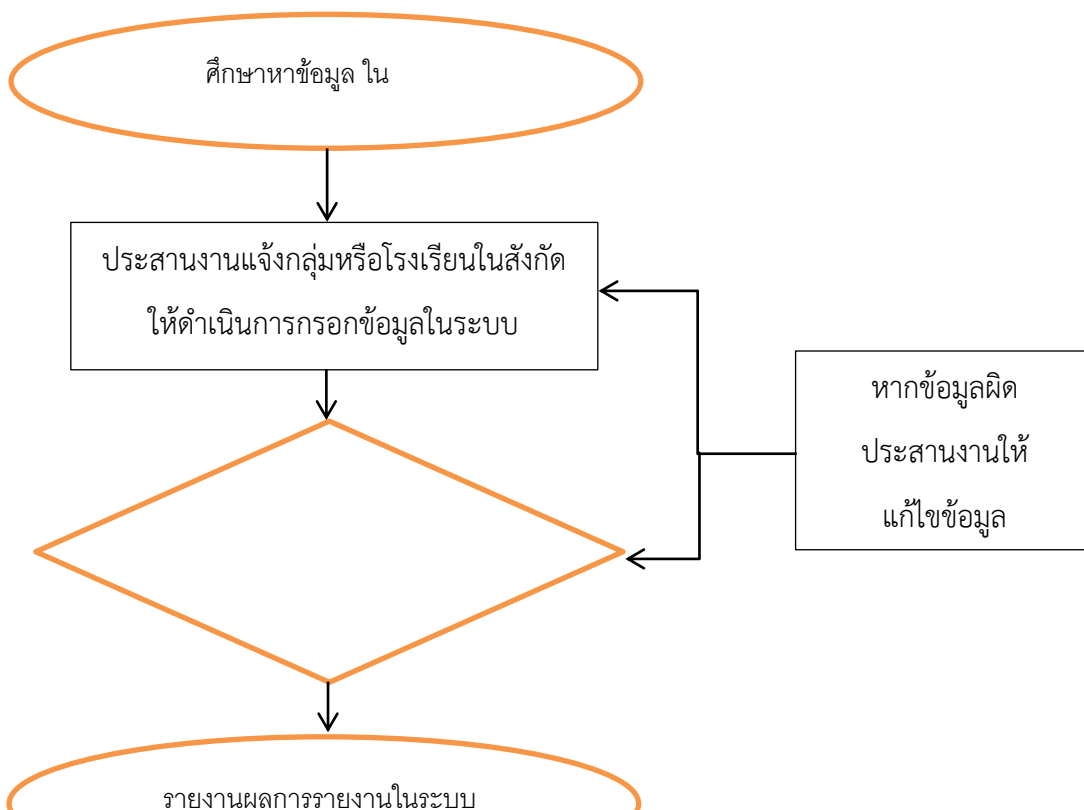 ศึกษาหาข้อมูล ใน
ประสานงานแจ้งกลุ่มหรือโรงเรียนในสังกัด
ให้ดำเนินการกรอกข้อมูลในระบบ
หากข้อมูลผิด
ประสานงานให้
แก้ไขข้อมูล
รายงานผลการรายงานในระบบ